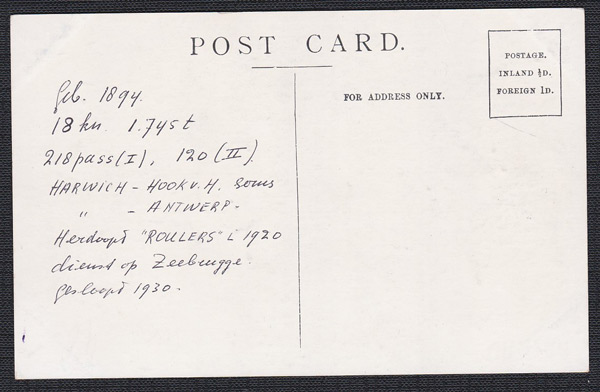 POST CARD.
POSTAGE.
INLAND ½D.
FOREIGN 1D.
FOR ADDRESS ONLY.
Geb. 1894.
18 kn. 1.745 t
218 pass (I), 120 (II).
HARWICH - HOOK v. H. soms
" - ANTWERP -
Herdoopt "ROULERS" i 1920
dienst op Zeebrugge.
gesloopt 1930.